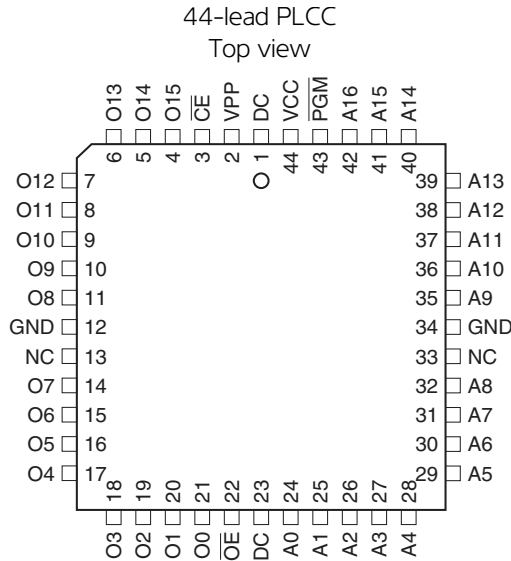 44-lead PLCC
Top view
O13 O14 O15 C̅E̅ VPP DC VCC P̅G̅M̅ A16 A15 A14
6 5 4 3 2 1 44 43 42 41 40
O12 7 39 A13
O11 8 38 A12
O10 9 37 A11
O9 10 36 A10
O8 11 35 A9
GND 12 34 GND
NC 13 33 NC
O7 14 32 A8
O6 15 31 A7
O5 16 30 A6
O4 17 29 A5
18 19 20 21 22 23 24 25 26 27 28
O3 O2 O1 O0 O̅E̅ DC A0 A1 A2 A3 A4